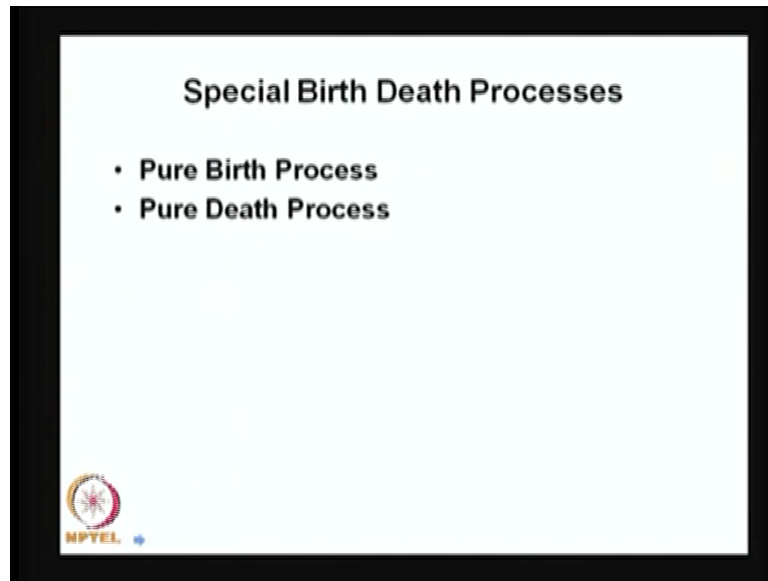 Special Birth Death Processes
• Pure Birth Process
• Pure Death Process
NPTEL